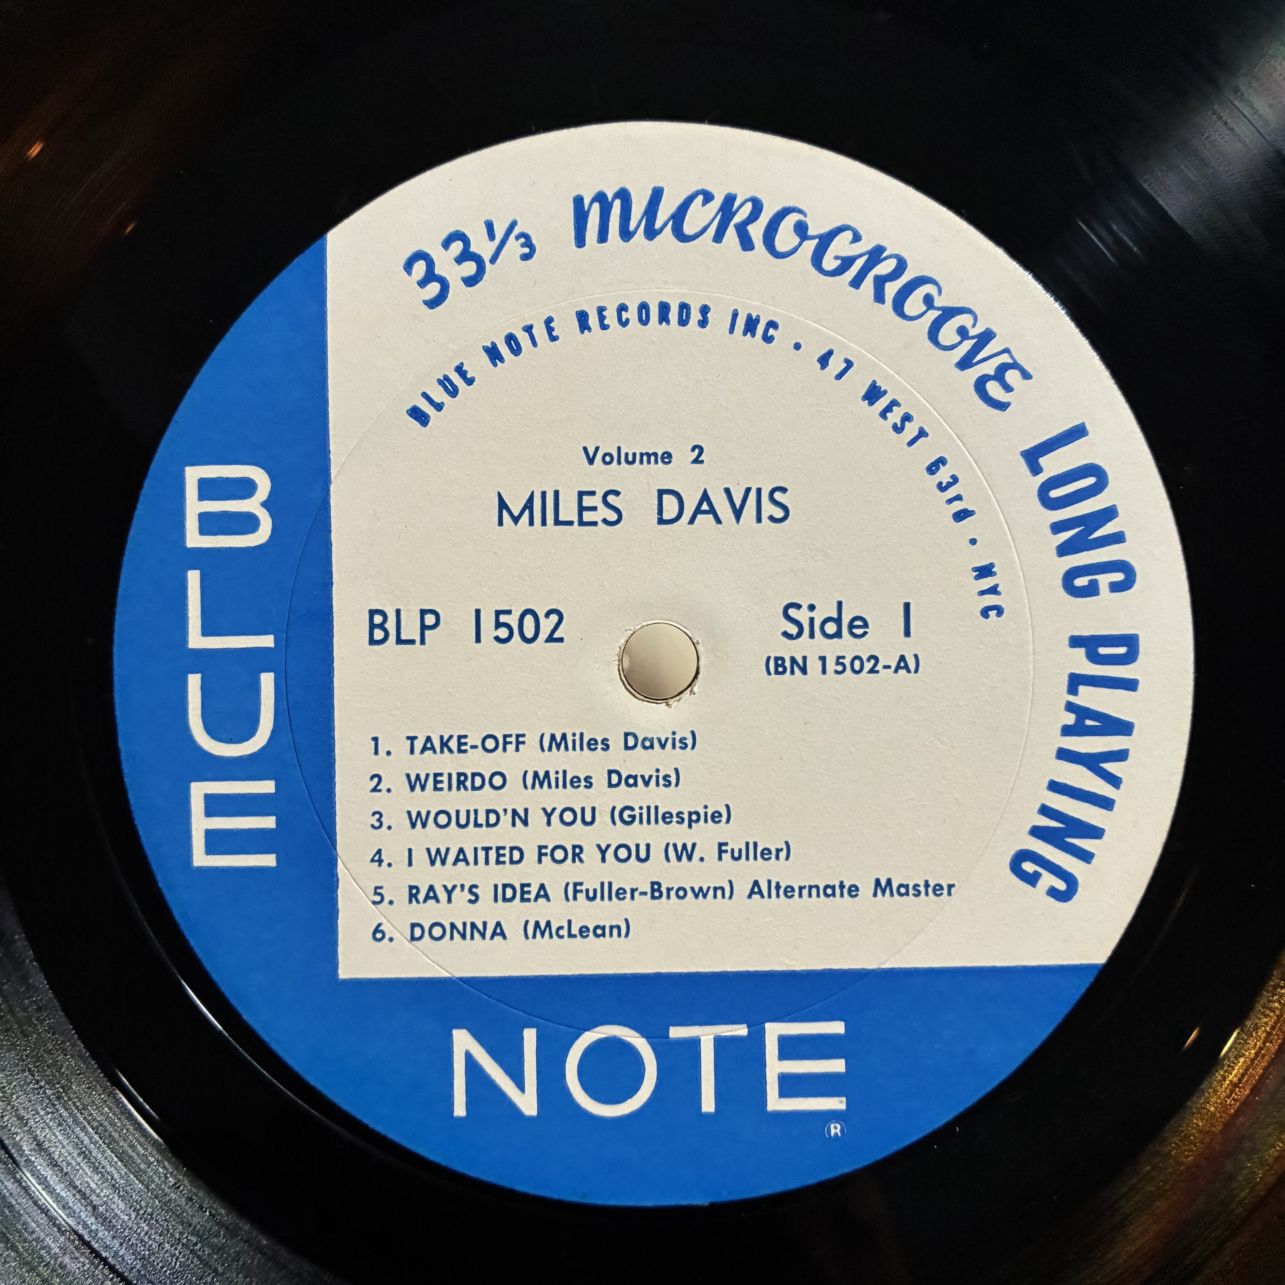 33⅓ MICROGROOVE LONG PLAYING
BLUE NOTE RECORDS INC · 47 WEST 63rd · NYC
Volume 2
MILES DAVIS
BLP 1502
Side 1
(BN 1502-A)
1. TAKE-OFF (Miles Davis)
2. WEIRDO (Miles Davis)
3. WOULD'N YOU (Gillespie)
4. I WAITED FOR YOU (W. Fuller)
5. RAY'S IDEA (Fuller-Brown) Alternate Master
6. DONNA (McLean)
BLUE
NOTE
®